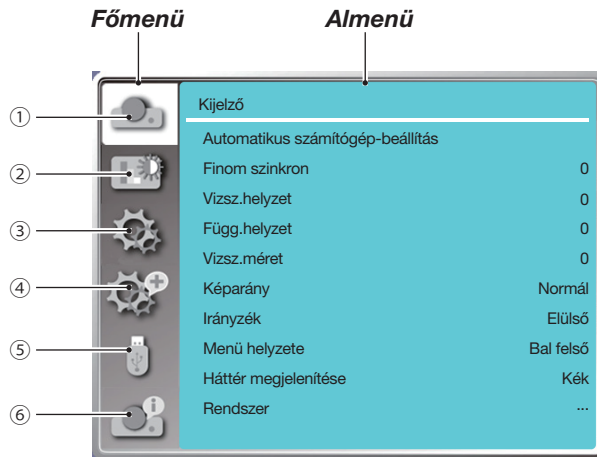 Főmenü Almenü
① Kijelző
Automatikus számítógép-beállítás
② Finom szinkron 0
Vizsz.helyzet 0
③ Függ.helyzet 0
Vizsz.méret 0
④ Képarány Normál
Irányzék Elülső
⑤ Menü helyzete Bal felső
Háttér megjelenítése Kék
⑥ Rendszer ...